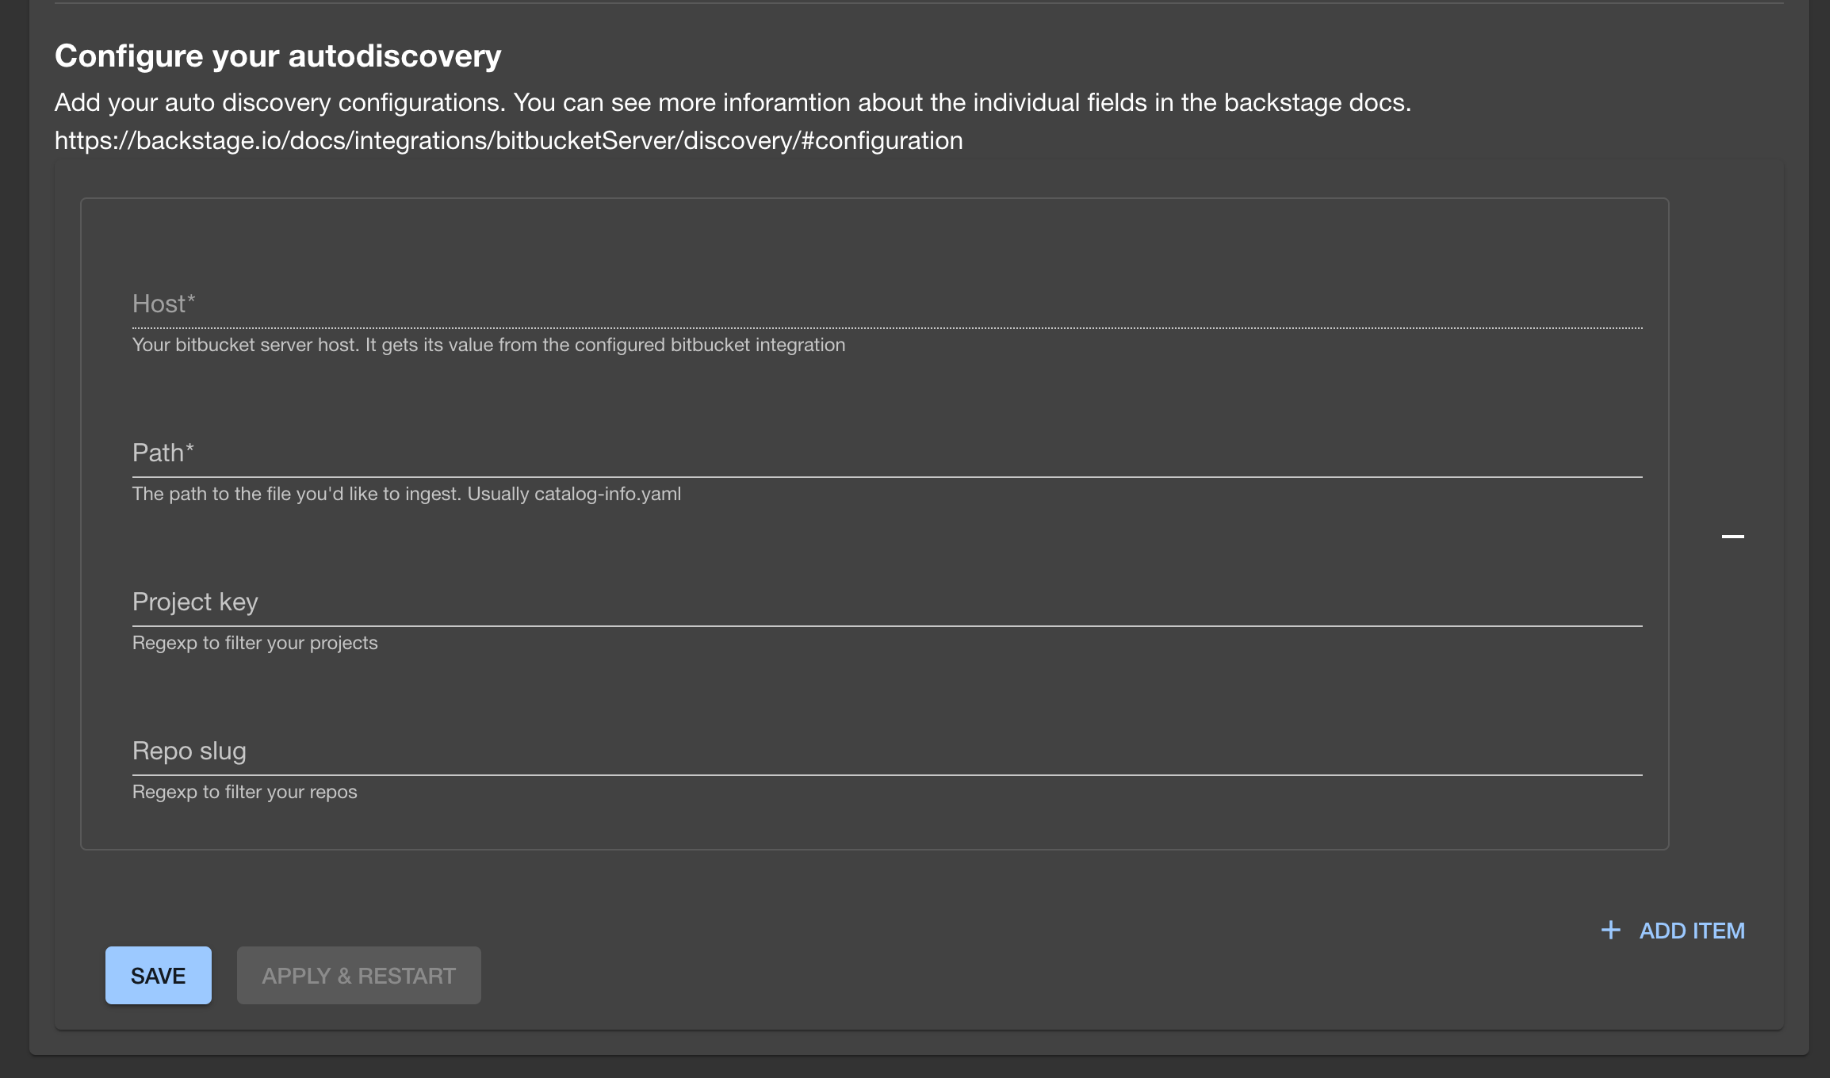 Configure your autodiscovery
Add your auto discovery configurations. You can see more inforamtion about the individual fields in the backstage docs.
https://backstage.io/docs/integrations/bitbucketServer/discovery/#configuration
Host*
Your bitbucket server host. It gets its value from the configured bitbucket integration
Path*
The path to the file you'd like to ingest. Usually catalog-info.yaml
Project key
Regexp to filter your projects
Repo slug
Regexp to filter your repos
+ ADD ITEM
SAVE
APPLY & RESTART